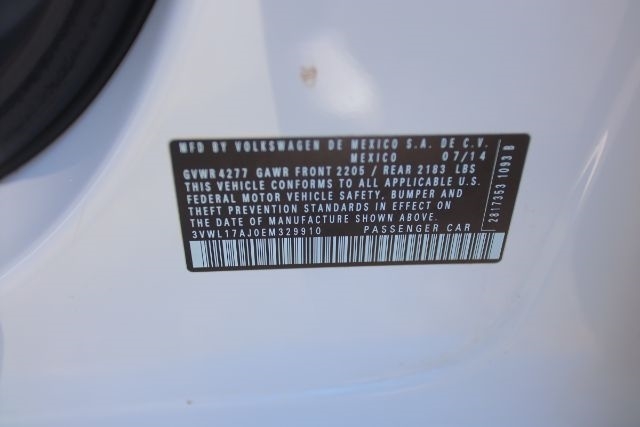 MFD BY VOLKSWAGEN DE MEXICO S.A. DE C.V.
MEXICO 07/14
GVWR 4277 GAWR FRONT 2205 / REAR 2183 LBS
THIS VEHICLE CONFORMS TO ALL APPLICABLE U.S.
FEDERAL MOTOR VEHICLE SAFETY, BUMPER AND
THEFT PREVENTION STANDARDS IN EFFECT ON
THE DATE OF MANUFACTURE SHOWN ABOVE.
3VWL17AJ0EM329910 PASSENGER CAR
2817353 1093 B